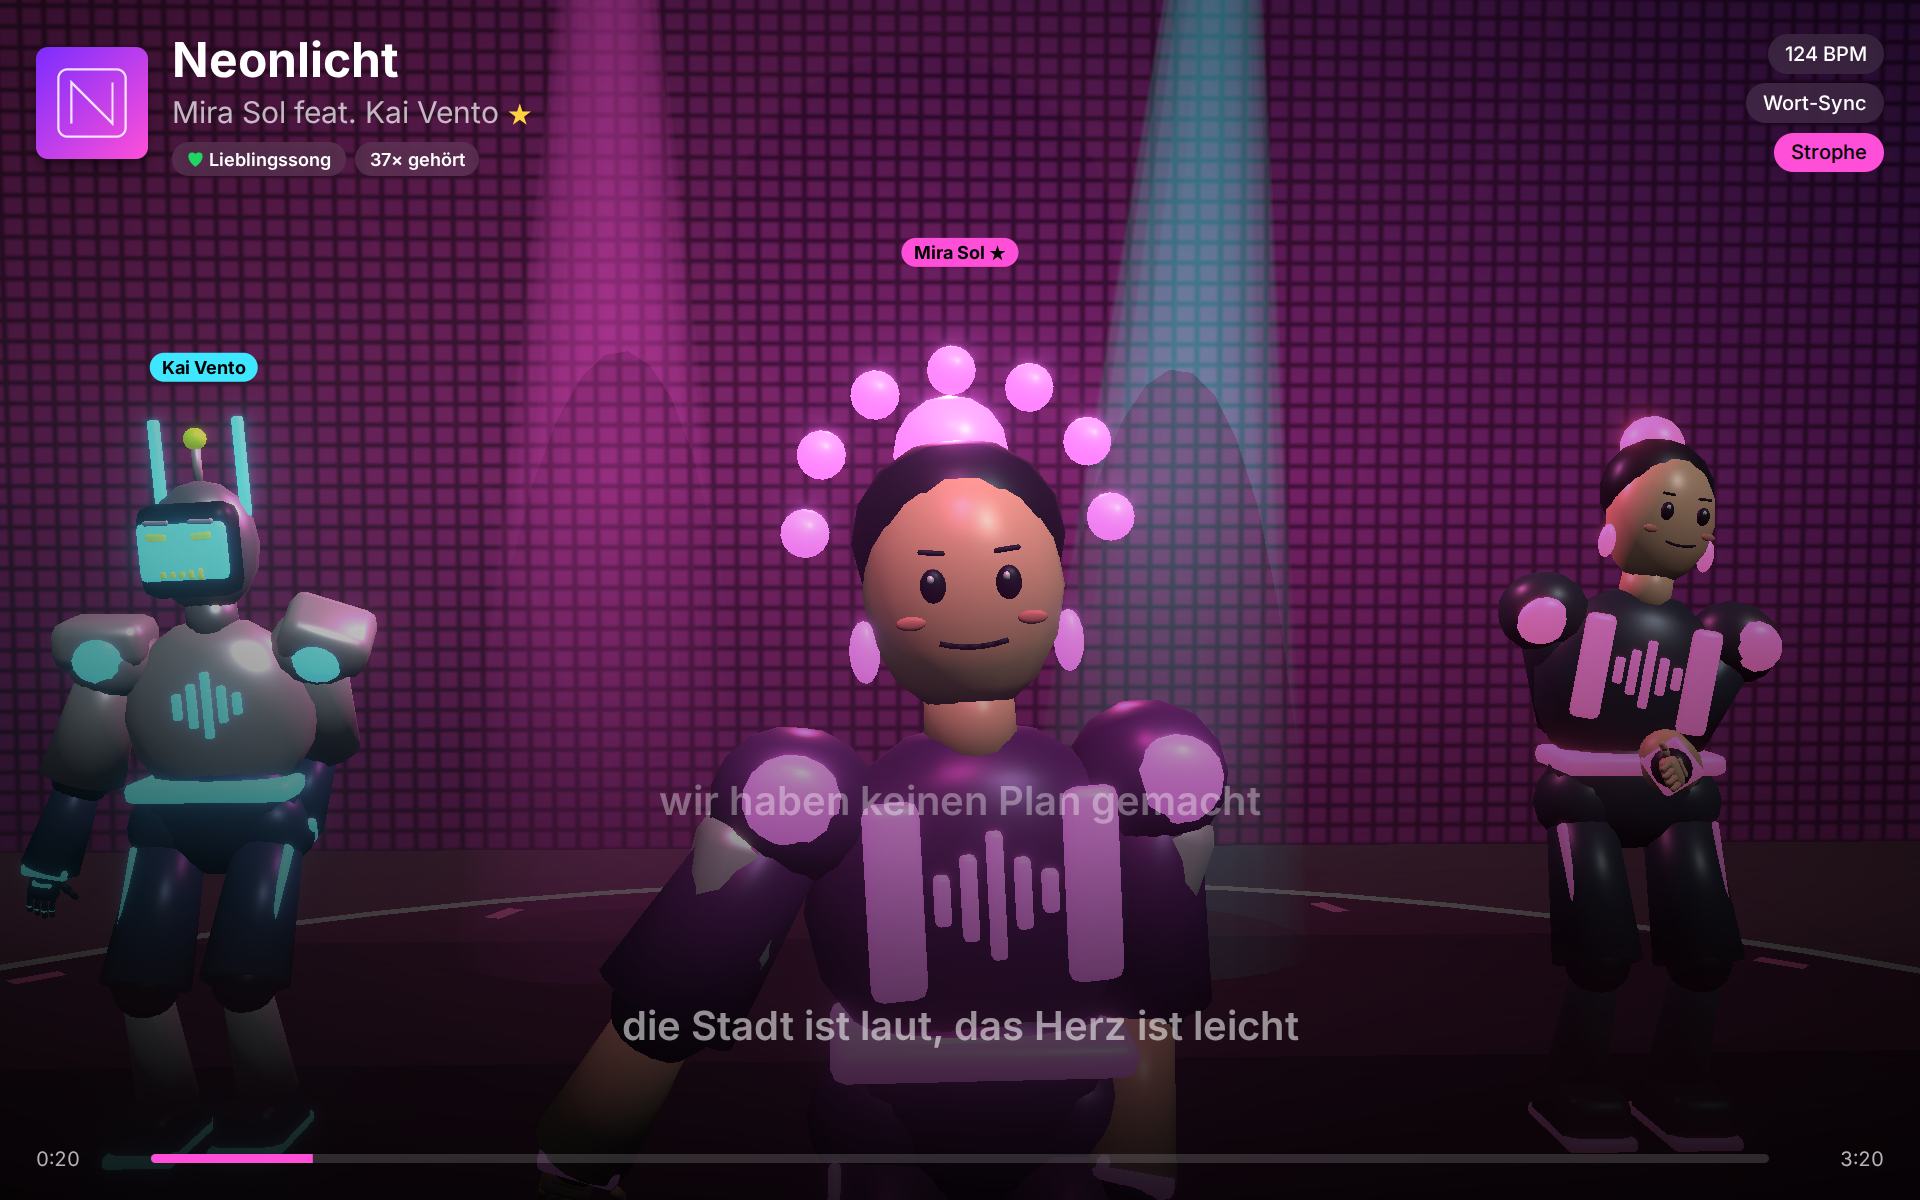 N
Neonlicht
Mira Sol feat. Kai Vento ★
Lieblingssong
37× gehört
124 BPM
Wort-Sync
Strophe
Mira Sol ★
Kai Vento
wir haben keinen Plan gemacht
die Stadt ist laut, das Herz ist leicht
0:20
3:20